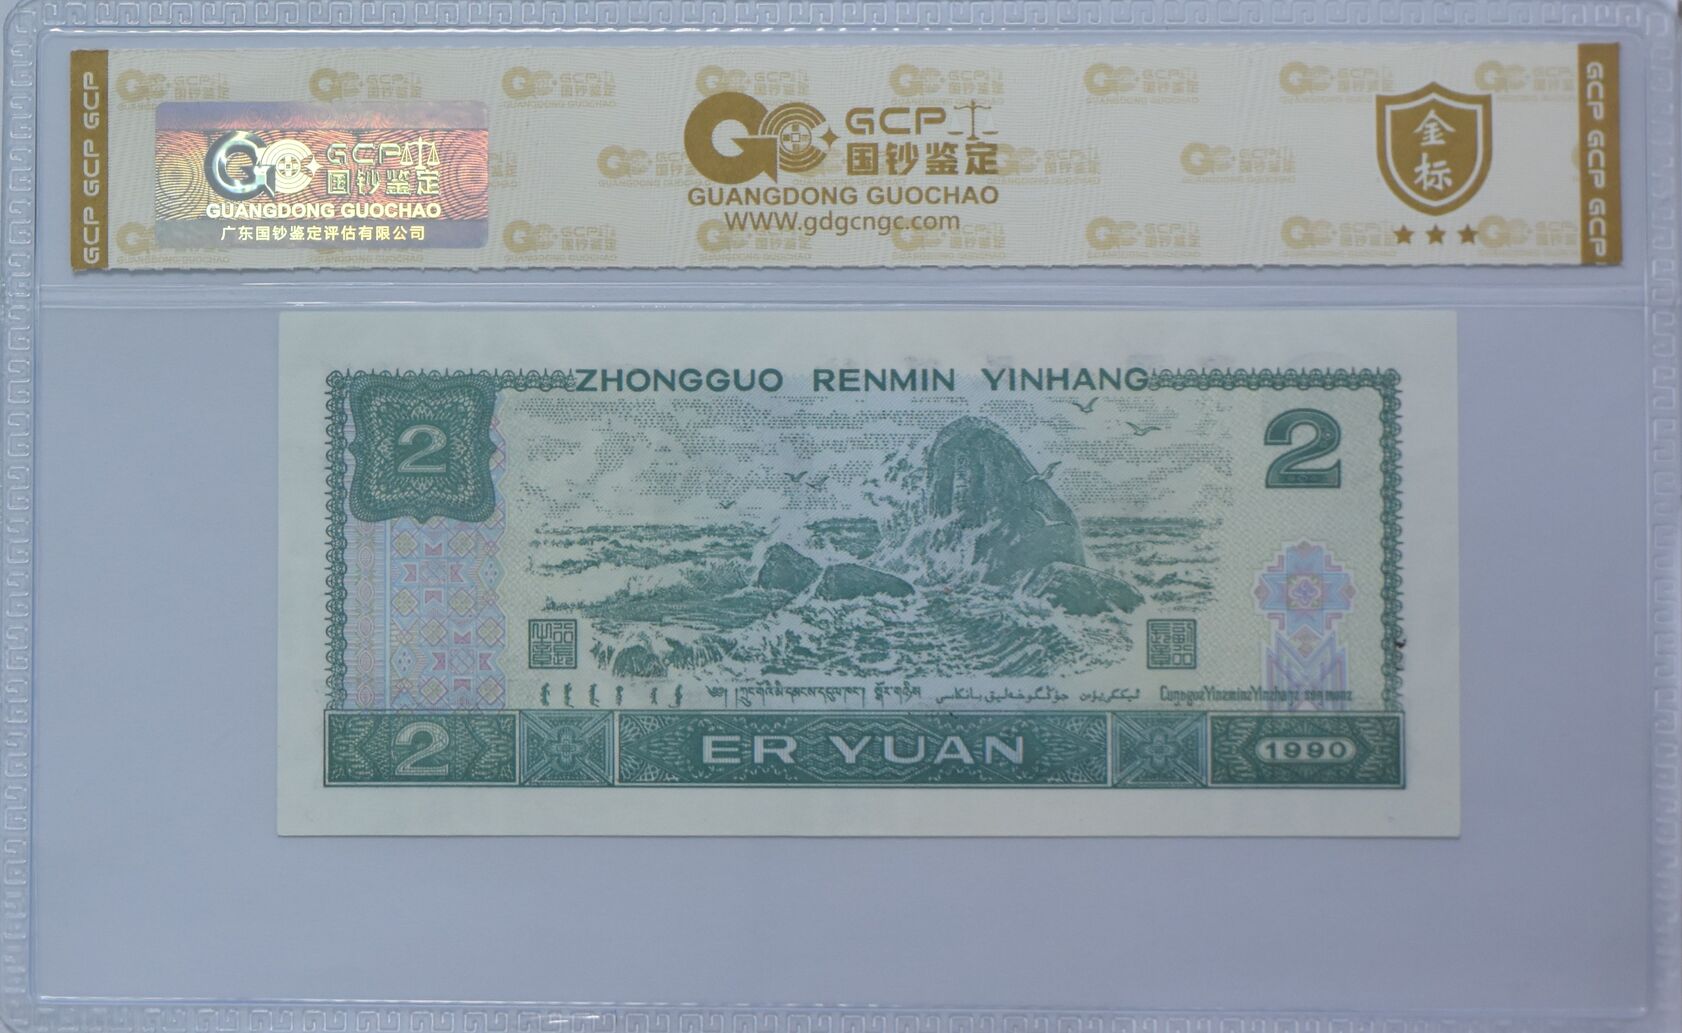 GCP GCP GCP
GCP 国钞鉴定
GUANGDONG GUOCHAO
广东国钞鉴定评估有限公司
GCP
国钞鉴定
GUANGDONG GUOCHAO
WWW.gdgcngc.com
金标
GCP GCP GCP
ZHONGGUO RENMIN YINHANG
2
2
2
ER YUAN
1990